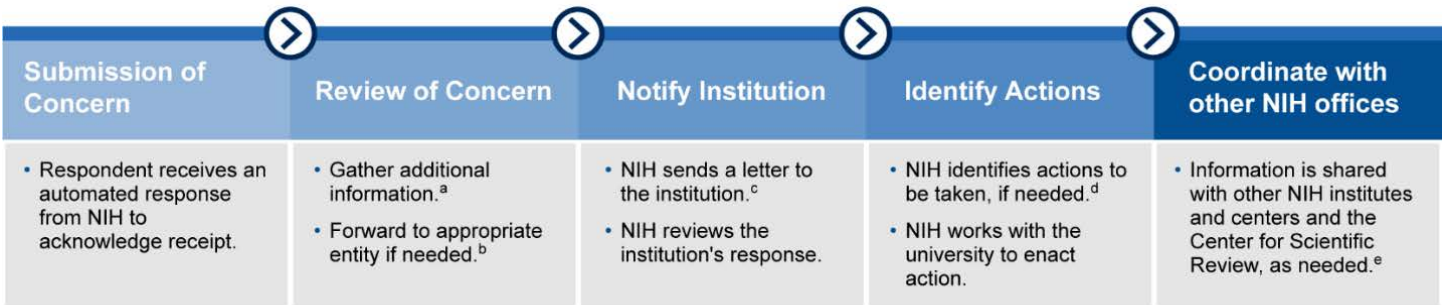 Submission of
Concern
Respondent receives an
automated response
from NIH to
acknowledge receipt.
Review of Concern
Gather additional
information.a
Forward to appropriate
entity if needed.b
Notify Institution
NIH sends a letter to
the institution.c
NIH reviews the
institution's response.
Identify Actions
NIH identifies actions to
be taken, if needed.d
NIH works with the
university to enact
action.
Coordinate with
other NIH offices
Information is shared
with other NIH institutes
and centers and the
Center for Scientific
Review, as needed.e